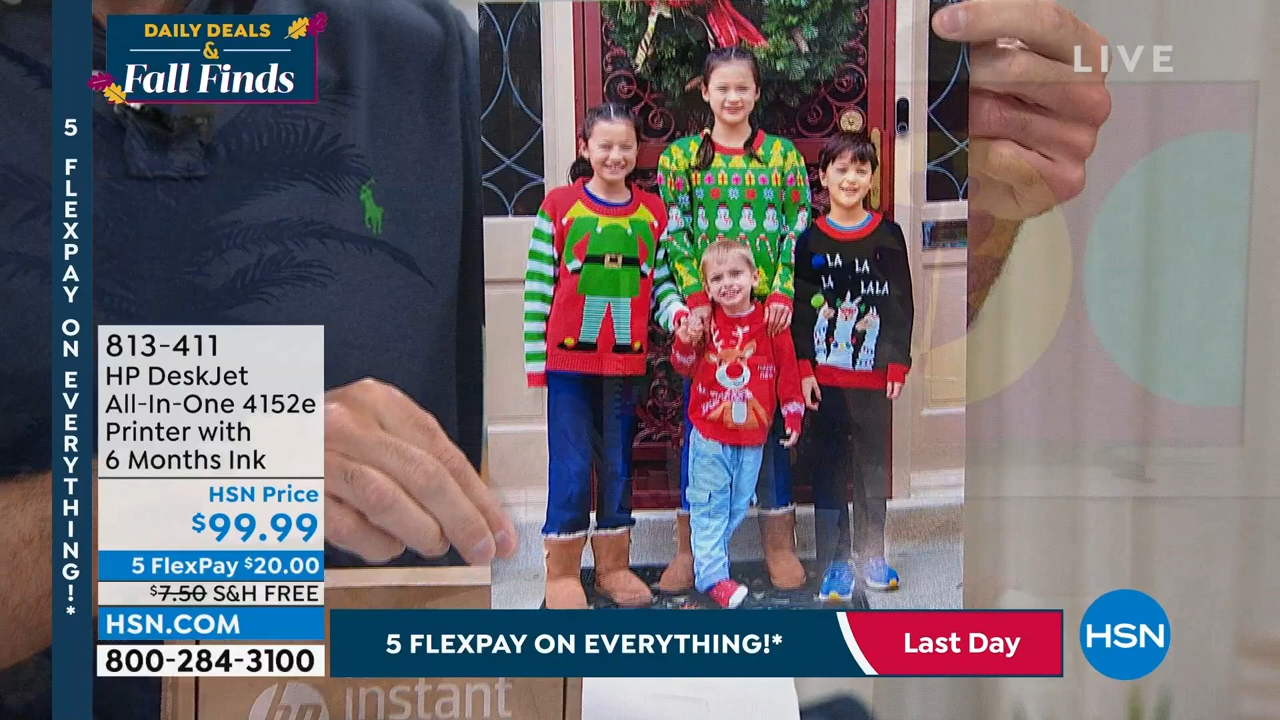 DAILY DEALS
&
Fall Finds
LIVE
5 FLEXPAY ON EVERYTHING!*
LA LA
LA LALA
813-411
HP DeskJet
All-In-One 4152e
Printer with
6 Months Ink
HSN Price
$99.99
5 FlexPay $20.00
$7.50 S&H FREE
HSN.COM
800-284-3100
5 FLEXPAY ON EVERYTHING!*
Last Day
HSN
hp instant